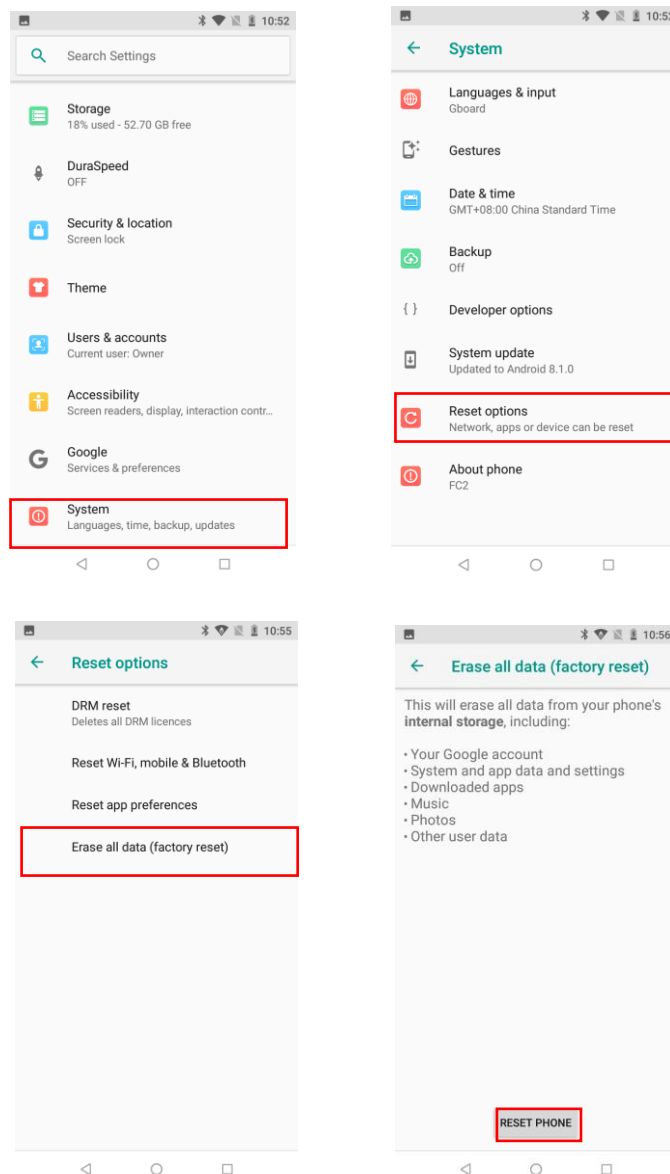 10:52
Search Settings
Storage
18% used - 52.70 GB free
DuraSpeed
OFF
Security & location
Screen lock
Theme
Users & accounts
Current user: Owner
Accessibility
Screen readers, display, interaction contr...
G
Google
Services & preferences
System
Languages, time, backup, updates
10:52
System
Languages & input
Gboard
Gestures
Date & time
GMT+08:00 China Standard Time
Backup
Off
{ }
Developer options
System update
Updated to Android 8.1.0
Reset options
Network, apps or device can be reset
About phone
FC2
10:55
Reset options
DRM reset
Deletes all DRM licences
Reset Wi-Fi, mobile & Bluetooth
Reset app preferences
Erase all data (factory reset)
10:56
Erase all data (factory reset)
This will erase all data from your phone's
internal storage, including:
• Your Google account
• System and app data and settings
• Downloaded apps
• Music
• Photos
• Other user data
RESET PHONE